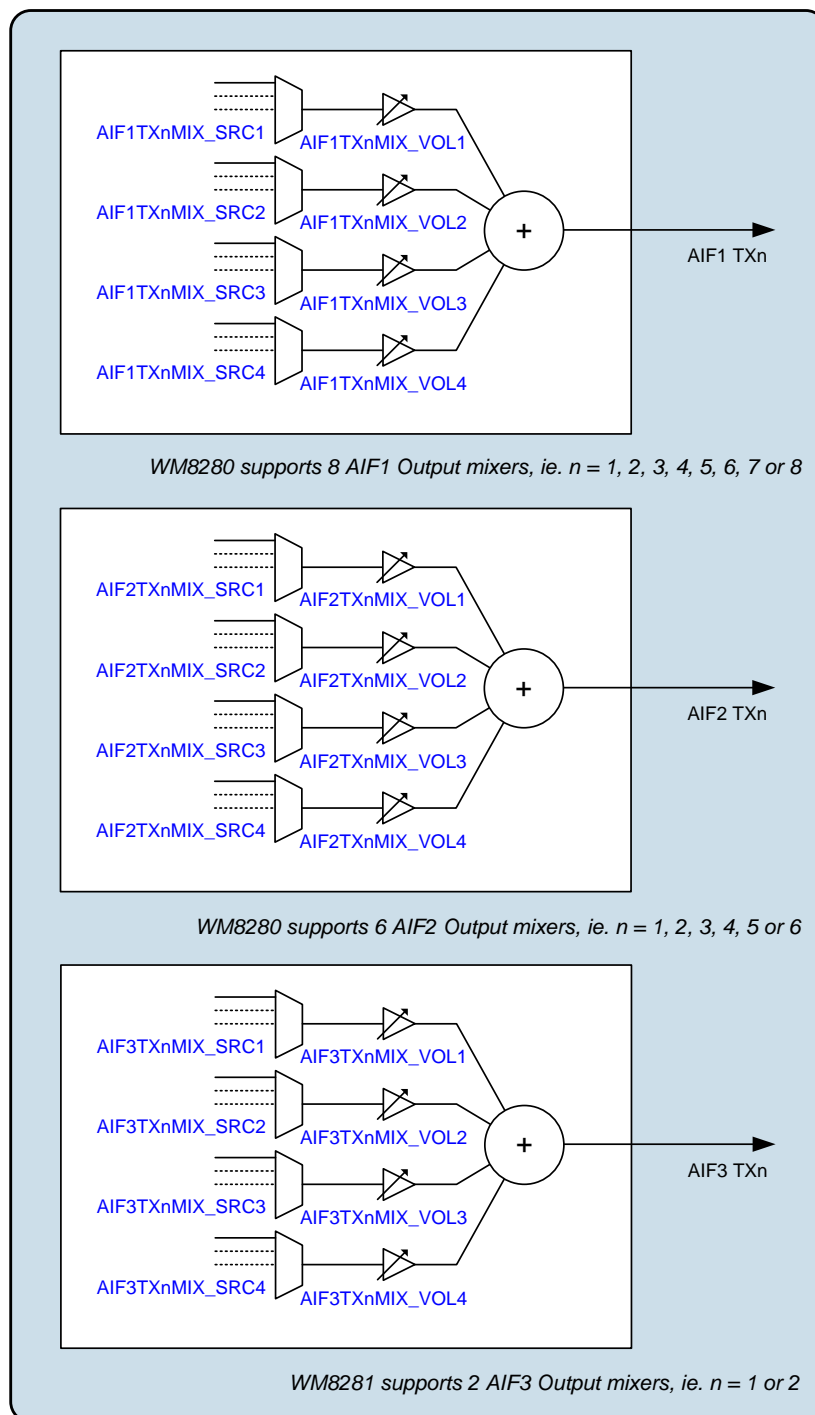 AIF1TXnMIX_SRC1
AIF1TXnMIX_VOL1
AIF1TXnMIX_SRC2
AIF1TXnMIX_VOL2
+
AIF1 TXn
AIF1TXnMIX_SRC3
AIF1TXnMIX_VOL3
AIF1TXnMIX_SRC4
AIF1TXnMIX_VOL4
WM8280 supports 8 AIF1 Output mixers, ie. n = 1, 2, 3, 4, 5, 6, 7 or 8
AIF2TXnMIX_SRC1
AIF2TXnMIX_VOL1
AIF2TXnMIX_SRC2
AIF2TXnMIX_VOL2
+
AIF2 TXn
AIF2TXnMIX_SRC3
AIF2TXnMIX_VOL3
AIF2TXnMIX_SRC4
AIF2TXnMIX_VOL4
WM8280 supports 6 AIF2 Output mixers, ie. n = 1, 2, 3, 4, 5 or 6
AIF3TXnMIX_SRC1
AIF3TXnMIX_VOL1
AIF3TXnMIX_SRC2
AIF3TXnMIX_VOL2
+
AIF3 TXn
AIF3TXnMIX_SRC3
AIF3TXnMIX_VOL3
AIF3TXnMIX_SRC4
AIF3TXnMIX_VOL4
WM8281 supports 2 AIF3 Output mixers, ie. n = 1 or 2